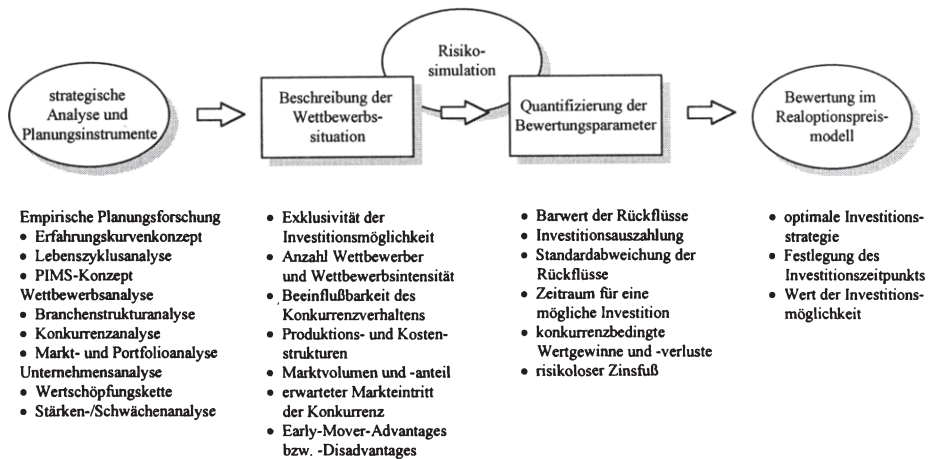 strategische
Analyse und
Planungsinstrumente
Beschreibung der
Wettbewerbs-
situation
Risiko-
simulation
Quantifizierung der
Bewertungsparameter
Bewertung im
Realoptionspreis-
modell
Empirische Planungsforschung
• Erfahrungskurvenkonzept
• Lebenszyklusanalyse
• PIMS-Konzept
Wettbewerbsanalyse
• Branchenstrukturanalyse
• Konkurrenzanalyse
• Markt- und Portfolioanalyse
Unternehmensanalyse
• Wertschöpfungskette
• Stärken-/Schwächenanalyse
• Exklusivität der
Investitionsmöglichkeit
• Anzahl Wettbewerber
und Wettbewerbsintensität
• Beeinflußbarkeit des
Konkurrenzverhaltens
• Produktions- und Kosten-
strukturen
• Marktvolumen und -anteil
• erwarteter Markteintritt
der Konkurrenz
• Early-Mover-Advantages
bzw. -Disadvantages
• Barwert der Rückflüsse
• Investitionsauszahlung
• Standardabweichung der
Rückflüsse
• Zeitraum für eine
mögliche Investition
• konkurrenzbedingte
Wertgewinne und -verluste
• risikoloser Zinsfuß
• optimale Investitions-
strategie
• Festlegung des
Investitionszeitpunkts
• Wert der Investitions-
möglichkeit